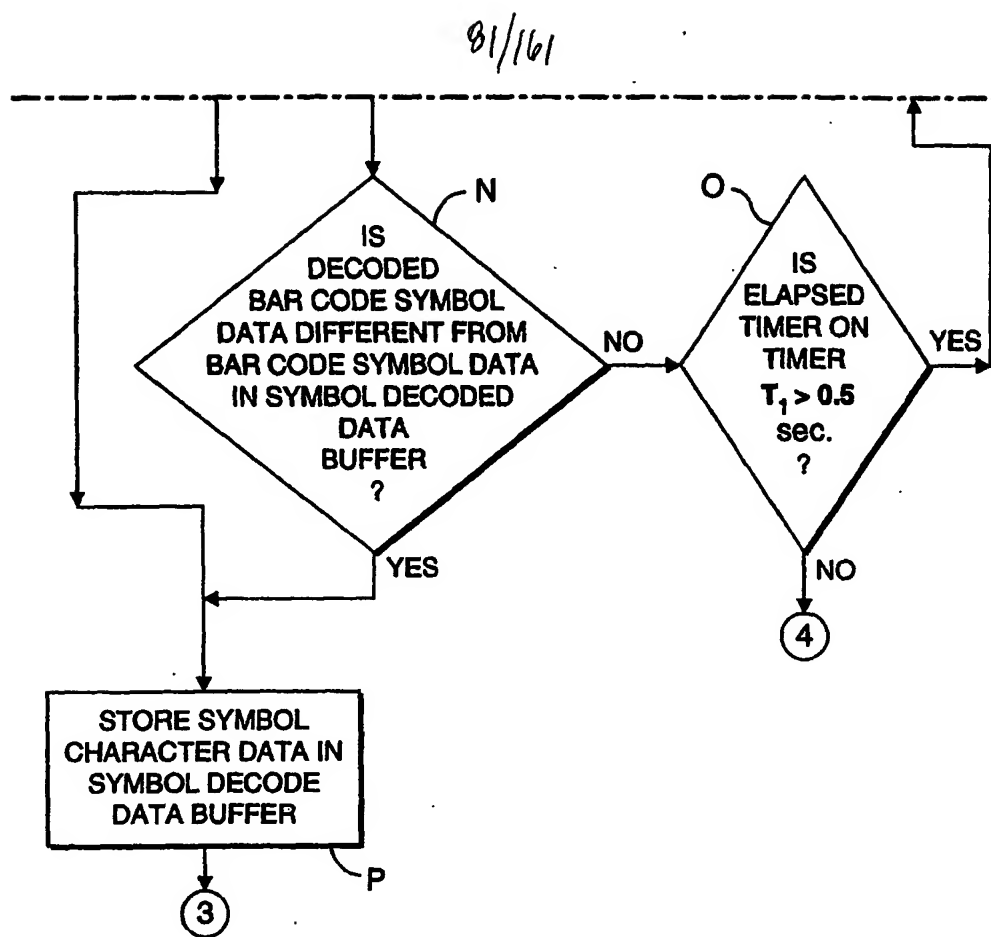 81/161
N
IS
DECODED
BAR CODE SYMBOL
DATA DIFFERENT FROM
BAR CODE SYMBOL DATA
IN SYMBOL DECODED
DATA
BUFFER
?
NO
YES
O
IS
ELAPSED
TIMER ON
TIMER
T₁ > 0.5
sec.
?
YES
NO
4
STORE SYMBOL
CHARACTER DATA IN
SYMBOL DECODE
DATA BUFFER
P
3